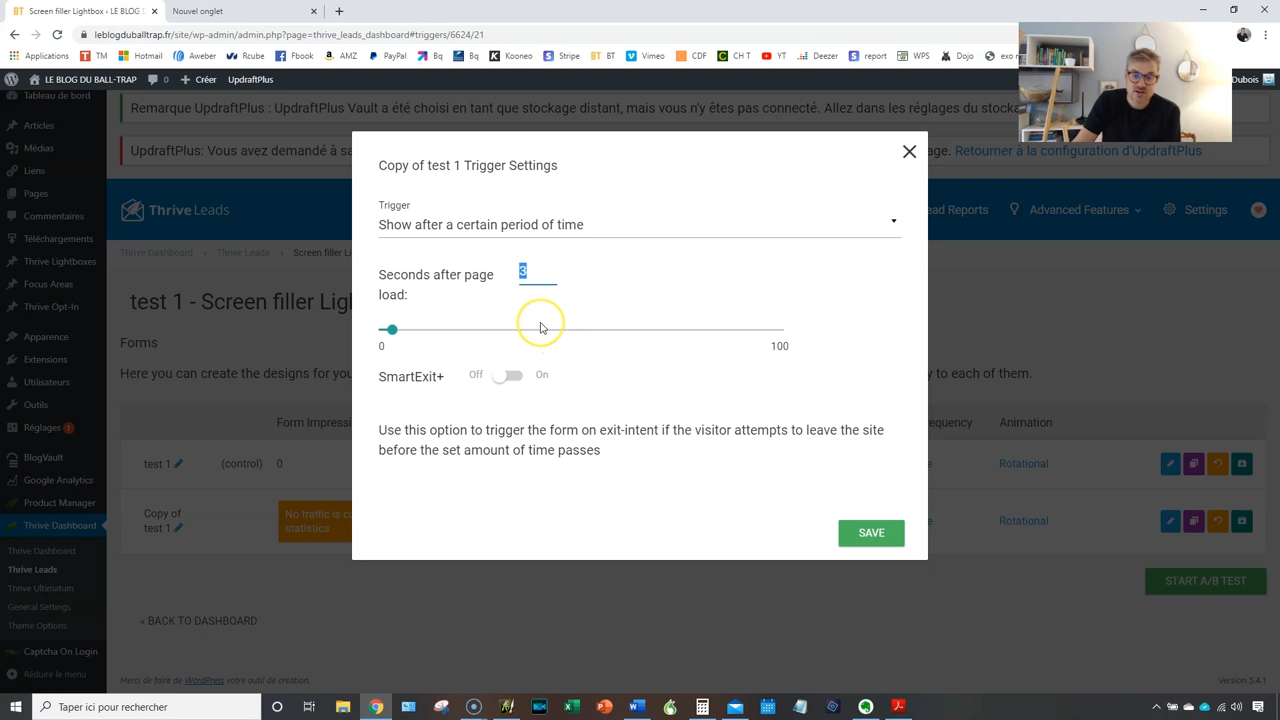 Screen filler Lightbox < LE BLOG
Nouvel onglet
leblogduballtrap.fr/site/wp-admin/admin.php?page=thrive_leads_dashboard#triggers/6624/21
Applications TM Hotmail Aweber Rcure Ebook AMZ PayPal Bq Bq Kooneo Stripe BT Vimeo CDF CH T YT Deezer report WPS Dojo exo
LE BLOG DU BALL-TRAP 0 Créer UpdraftPlus
Dubois
Tableau de bord
Articles
Médias
Liens
Pages
Commentaires
Téléchargements
Thrive Lightboxes
Focus Areas
Thrive Opt-In
Apparence
Extensions
Utilisateurs
Outils
Réglages 1
BlogVault
Google Analytics
Product Manager
Thrive Dashboard
Thrive Dashboard
Thrive Leads
Thrive Ultimatum
General Settings
Theme Options
Captcha On Login
Réduire le menu
Remarque UpdraftPlus : UpdraftPlus Vault a été choisi en tant que stockage distant, mais vous n'y êtes pas connecté. Allez dans les réglages du
UpdraftPlus: Vous avez Retourner à la configuration d'UpdraftPlus
Thrive Leads
Lead Reports Advanced Features Settings
Thrive Dashboard Thrive Leads Screen filler
test 1 - Screen filler
Forms
Here you can create the designs for to each of them.
Form Animation
test 1 (control) 0 Rotational
Copy of
test 1 No traffic is
statistics Rotational
START A/B TEST
« BACK TO DASHBOARD
Merci de faire de WordPress votre outil de création.
Version 5.4.1
Copy of test 1 Trigger Settings
Trigger
Show after a certain period of time
Seconds after page
load: 3
0 100
SmartExit+ Off On
Use this option to trigger the form on exit-intent if the visitor attempts to leave the site
before the set amount of time passes
SAVE
Taper ici pour rechercher